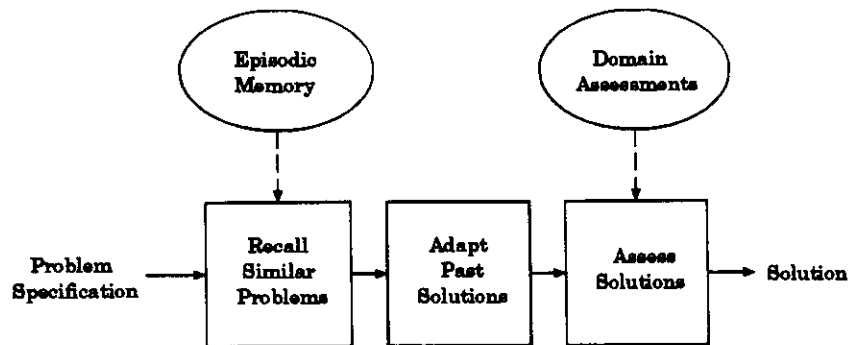 Episodic
Memory
Domain
Assessments
Problem
Specification
Recall
Similar
Problems
Adapt
Past
Solutions
Assess
Solutions
Solution